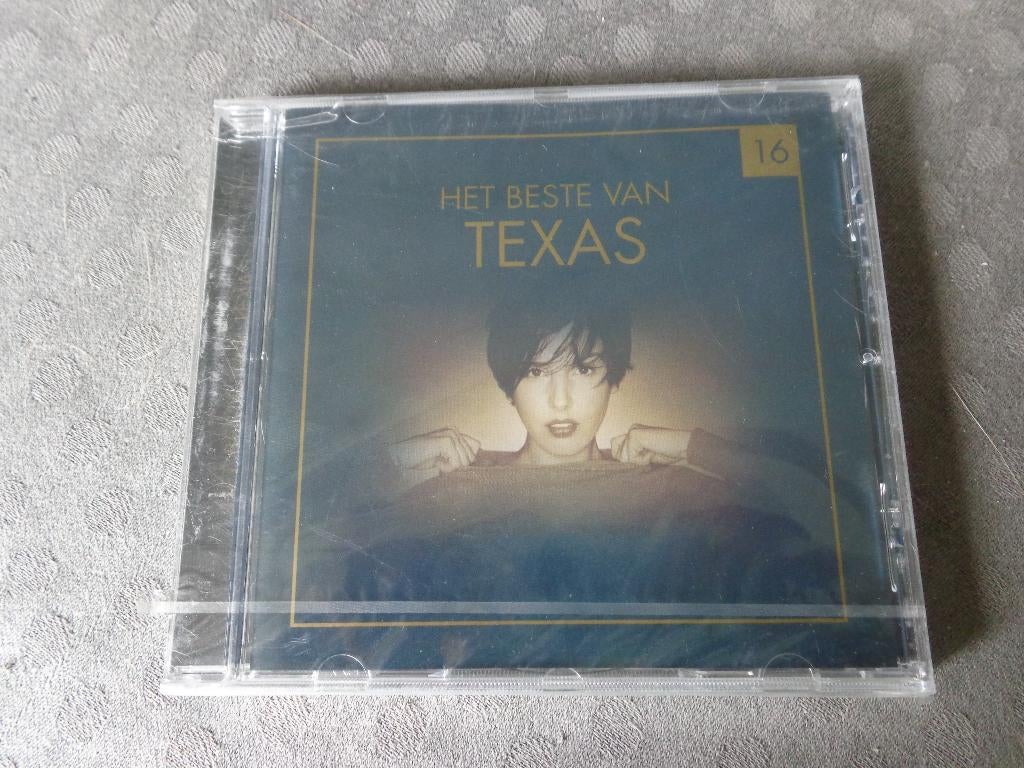 16
HET BESTE VAN
TEXAS